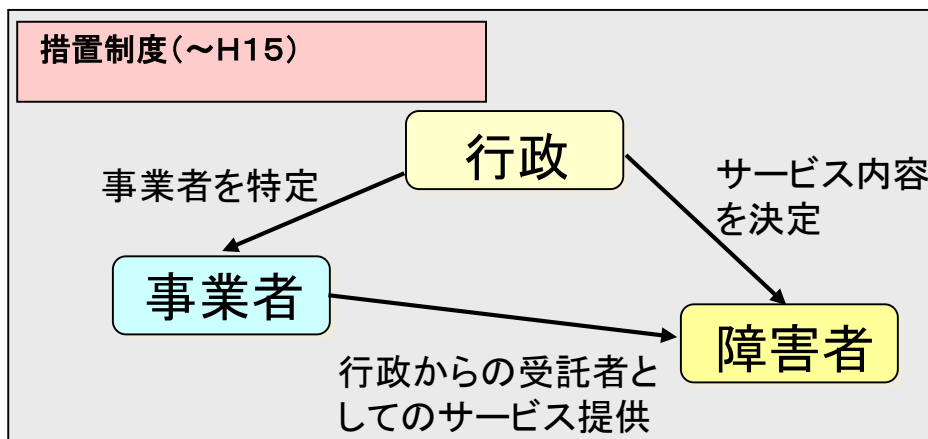 措置制度(～H15)
行政
事業者を特定
サービス内容
を決定
事業者
障害者
行政からの受託者と
してのサービス提供